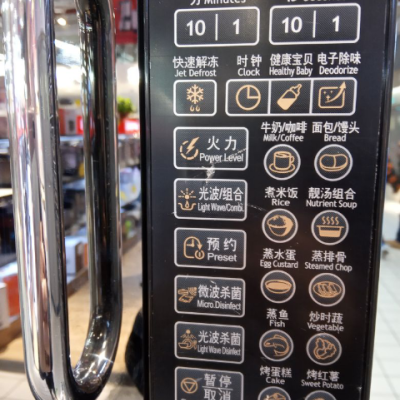 分 Minutes
10 1 10 1
快速解冻 时钟 健康宝贝 电子除味
Jet Defrost Clock Healthy Baby Deodorize
牛奶/咖啡 面包/馒头
Milk/Coffee Bread
火力
Power Level
煮米饭 靓汤组合
Rice Nutrient Soup
光波/组合
Light Wave/Combi.
预约
Preset
蒸水蛋 蒸排骨
Egg Custard Steamed Chop
微波杀菌
Micro.Disinfect
蒸鱼 炒时蔬
Fish Vegetable
光波杀菌
Light Wave Disinfect
烤蛋糕 烤红薯
Cake Sweet Potato
暂停
取消